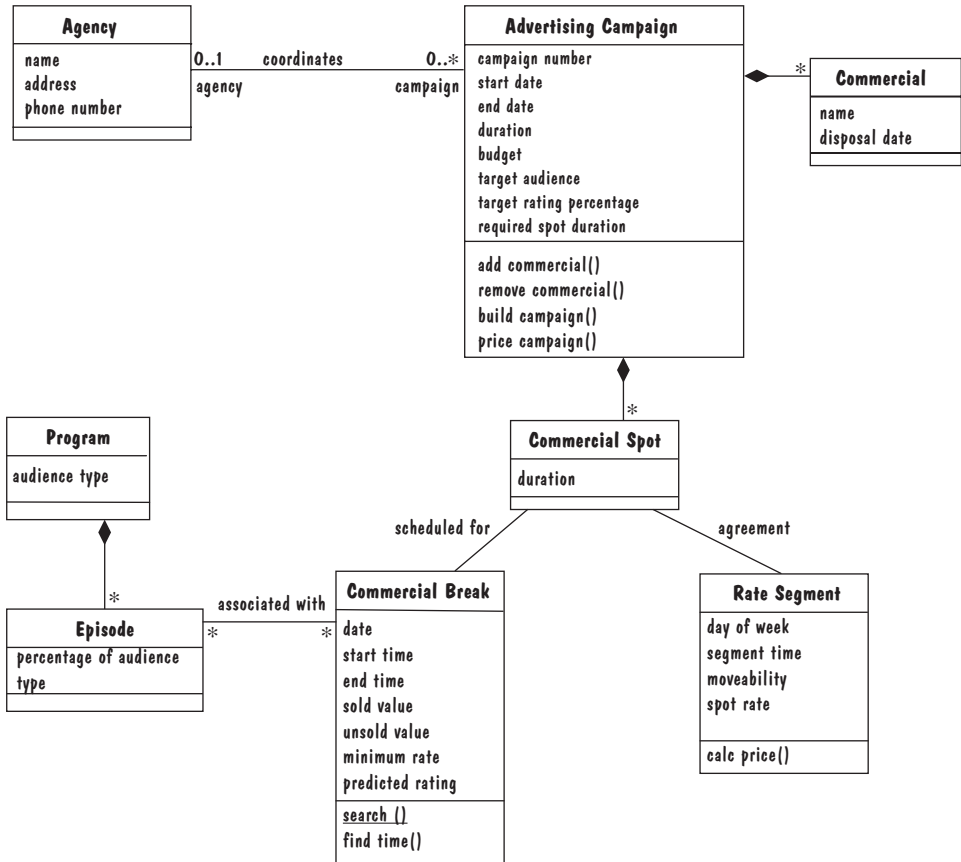 Agency
name
address
phone number
0..1
coordinates
0..*
agency
campaign
Advertising Campaign
campaign number
start date
end date
duration
budget
target audience
target rating percentage
required spot duration
add commercial()
remove commercial()
build campaign()
price campaign()
*
Commercial
name
disposal date
*
Commercial Spot
duration
Program
audience type
*
scheduled for
agreement
Episode
percentage of audience
type
associated with
*
*
Commercial Break
date
start time
end time
sold value
unsold value
minimum rate
predicted rating
search ()
find time()
Rate Segment
day of week
segment time
moveability
spot rate
calc price()